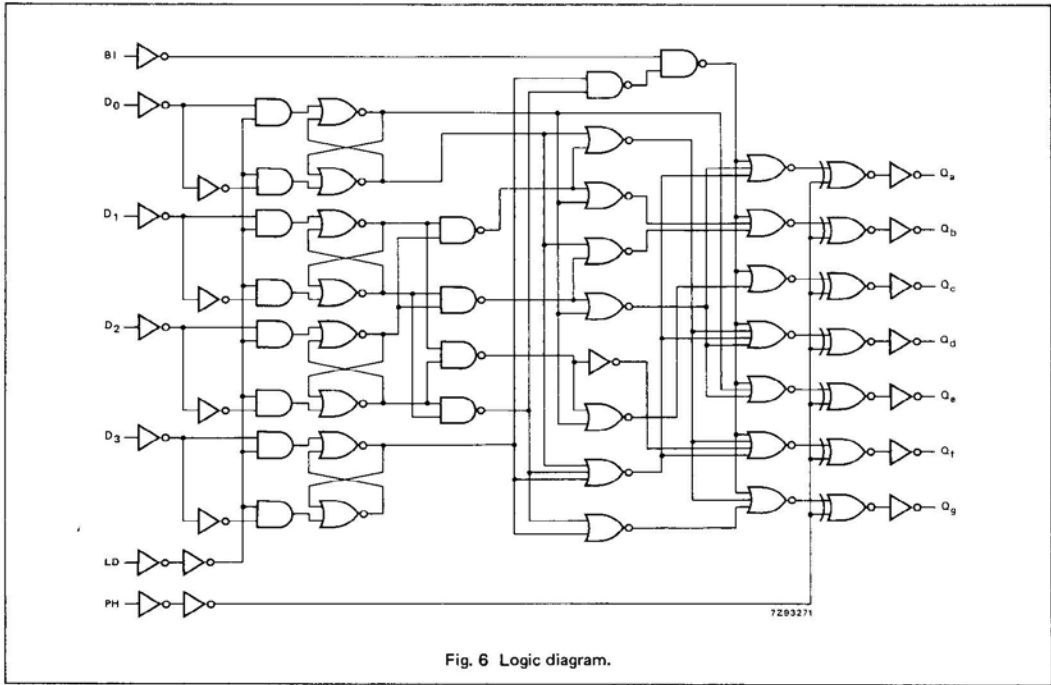 BI
D0
Qa
D1
Qb
Qc
D2
Qd
Qe
D3
Qf
Qg
LD
PH
7Z93271
Fig. 6 Logic diagram.